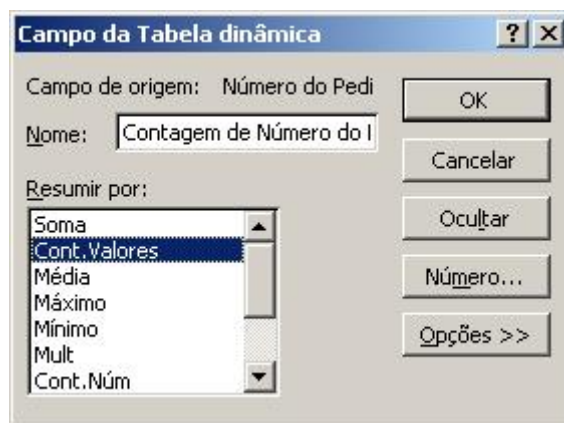 Campo da Tabela dinâmica
Campo de origem: Número do Pedi
Nome: Contagem de Número do I
Resumir por:
Soma
Cont.Valores
Média
Máximo
Mínimo
Mult
Cont.Núm
OK
Cancelar
Ocultar
Número...
Opções >>